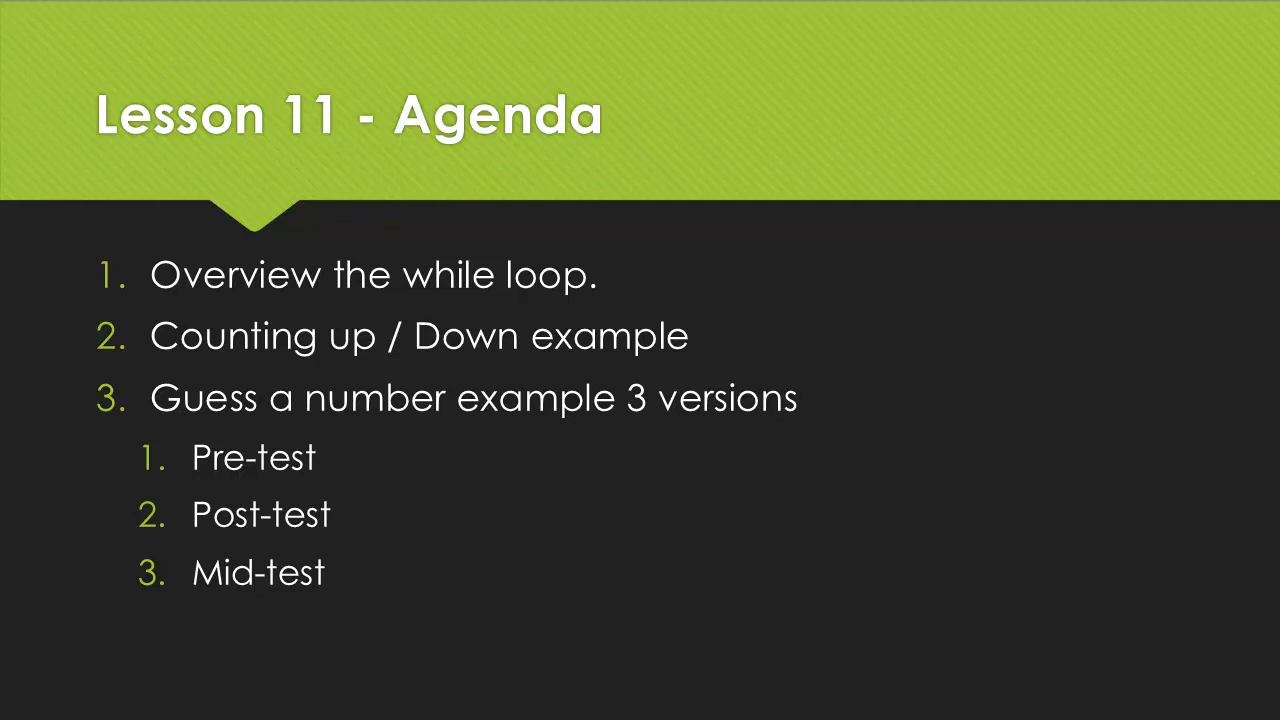 Lesson 11 - Agenda
1. Overview the while loop.
2. Counting up / Down example
3. Guess a number example 3 versions
1. Pre-test
2. Post-test
3. Mid-test